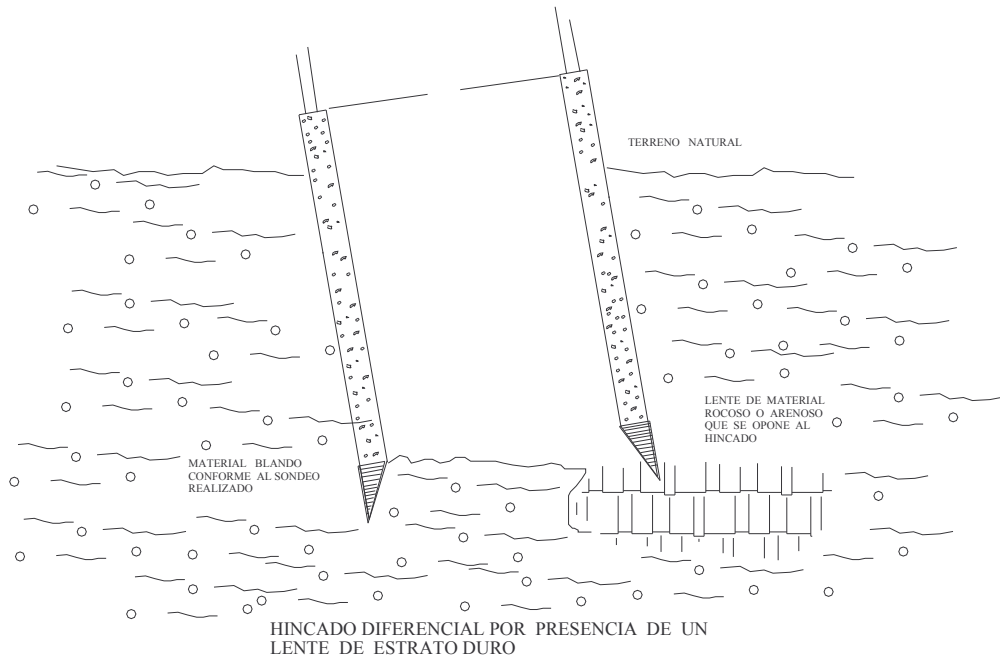 TERRENO NATURAL
LENTE DE MATERIAL
ROCOSO O ARENOSO
QUE SE OPONE AL
HINCADO
MATERIAL BLANDO
CONFORME AL SONDEO
REALIZADO
HINCADO DIFERENCIAL POR PRESENCIA DE UN
LENTE DE ESTRATO DURO